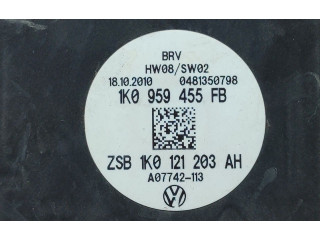 BRV
HW08/SW02
18.10.2010 0481350798
1K0 959 455 FB
ZSB 1K0 121 203 AH
A07742-113